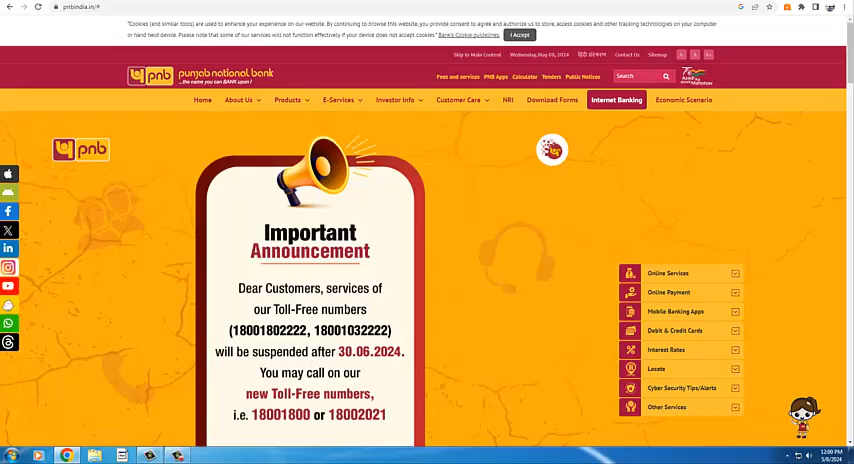 pnbindia.in/#
"Cookies (and similar tools) are used to enhance your experience on our website. By continuing to browse this website, you provide consent to agree and authorize us to store, access cookies and other tracking technologies on your computer
or hand held device. Please note that some of our services will not function effectively if your device does not accept cookies." Bank's Cookie guidelines. I Accept
Skip to Main Content Wednesday, May 08, 2024 Contact Us Sitemap A- A A+
pnb punjab national bank
...the name you can BANK upon !
Fees and services PNB Apps Calculator Tenders Public Notices Search
Azadi Ka
Amrit Mahotsav
Home About Us Products E-Services Investor Info Customer Care NRI Download Forms Internet Banking Economic Scenario
pnb
Important
Announcement
Dear Customers, services of
our Toll-Free numbers
(18001802222, 18001032222)
will be suspended after 30.06.2024.
You may call on our
new Toll-Free numbers,
i.e. 18001800 or 18002021
Online Services
Online Payment
Mobile Banking Apps
Debit & Credit Cards
Interest Rates
Locate
Cyber Security Tips/Alerts
Other Services
12:00 PM
5/8/2024